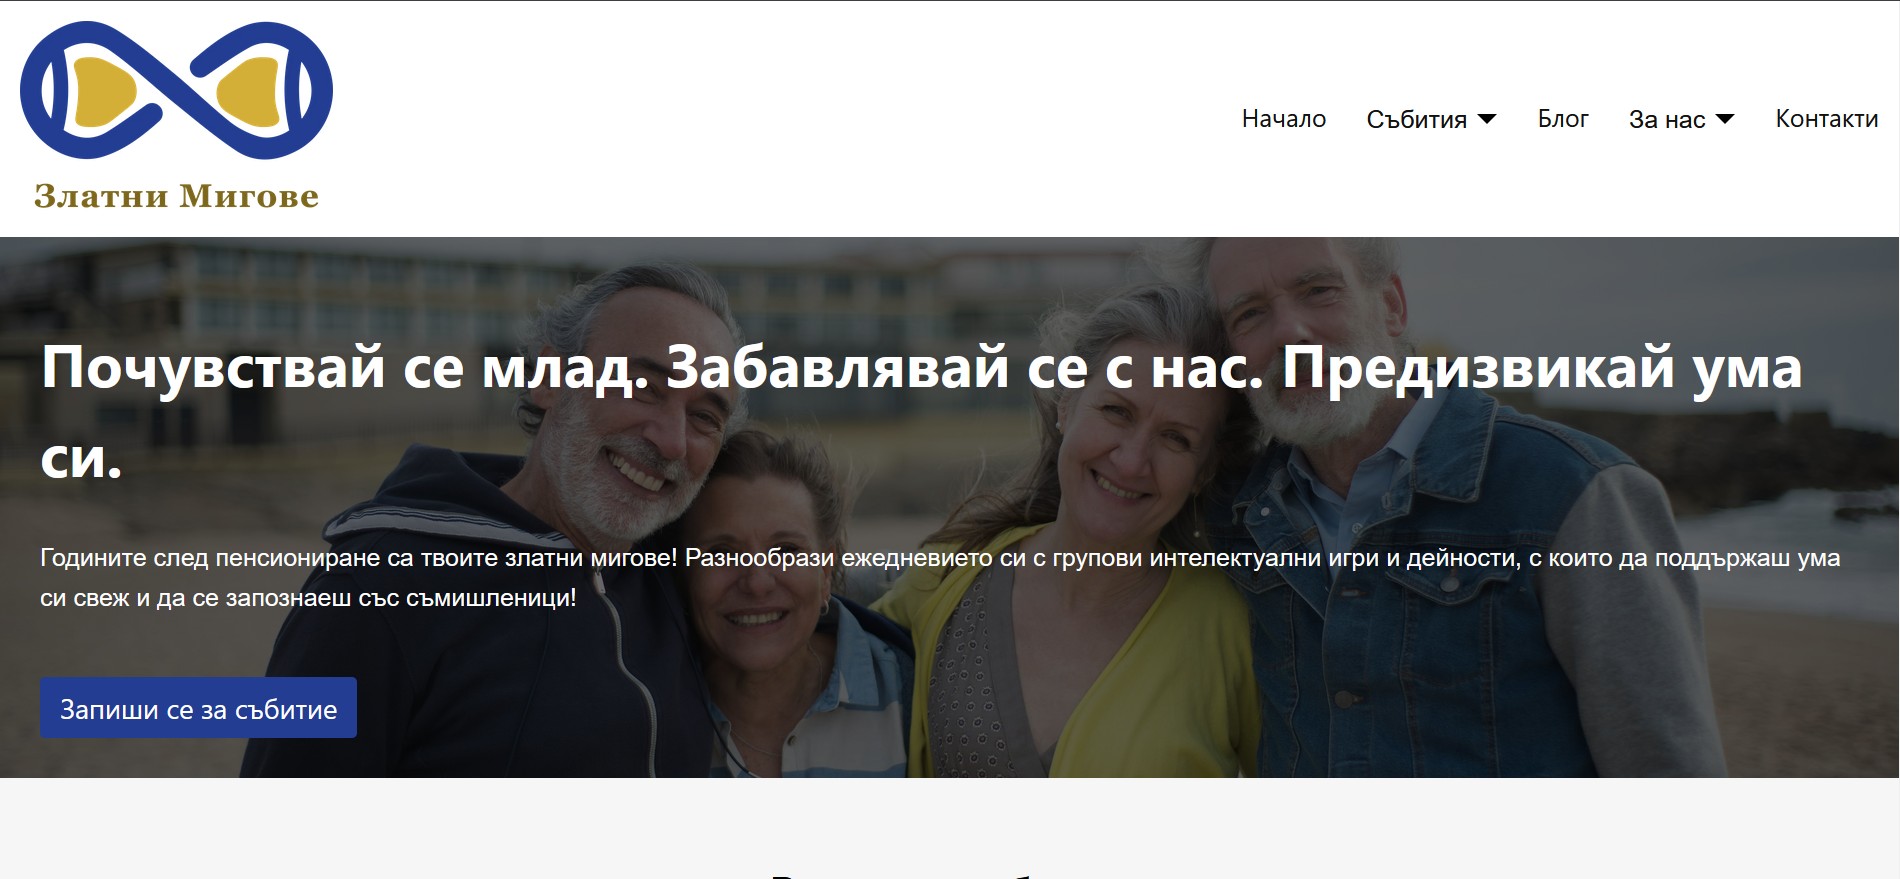 Златни Мигове
Начало
Събития
Блог
За нас
Контакти
Почувствай се млад. Забавлявай се с нас. Предизвикай ума
си.
Годините след пенсиониране са твоите златни мигове! Разнообрази ежедневието си с групови интелектуални игри и дейности, с които да поддържаш ума
си свеж и да се запознаеш със съмишленици!
Запиши се за събитие